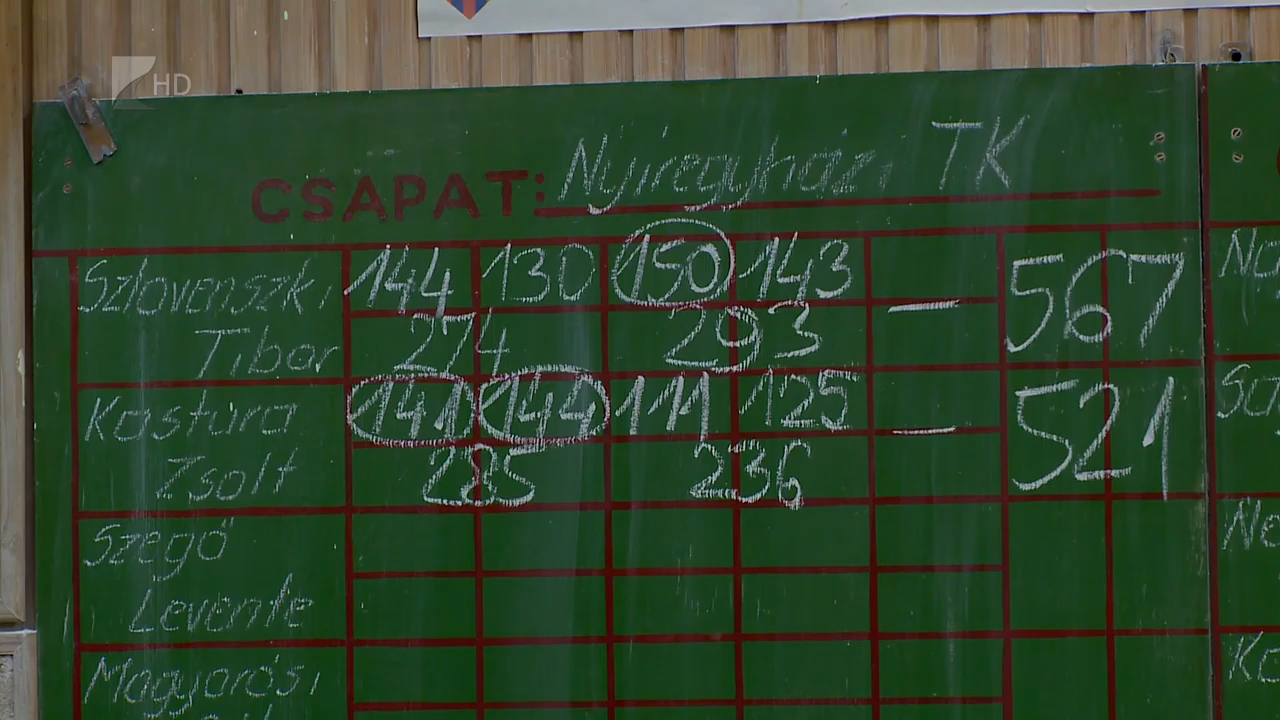 HD
CSAPAT: Nyíregyházi TK
Szlovenszki 144 130 150 143 – 567
Tibor 274 293
Kastura 141 144 111 125 – 521
Zsolt 285 236
Szegő
Levente
Magyarósi